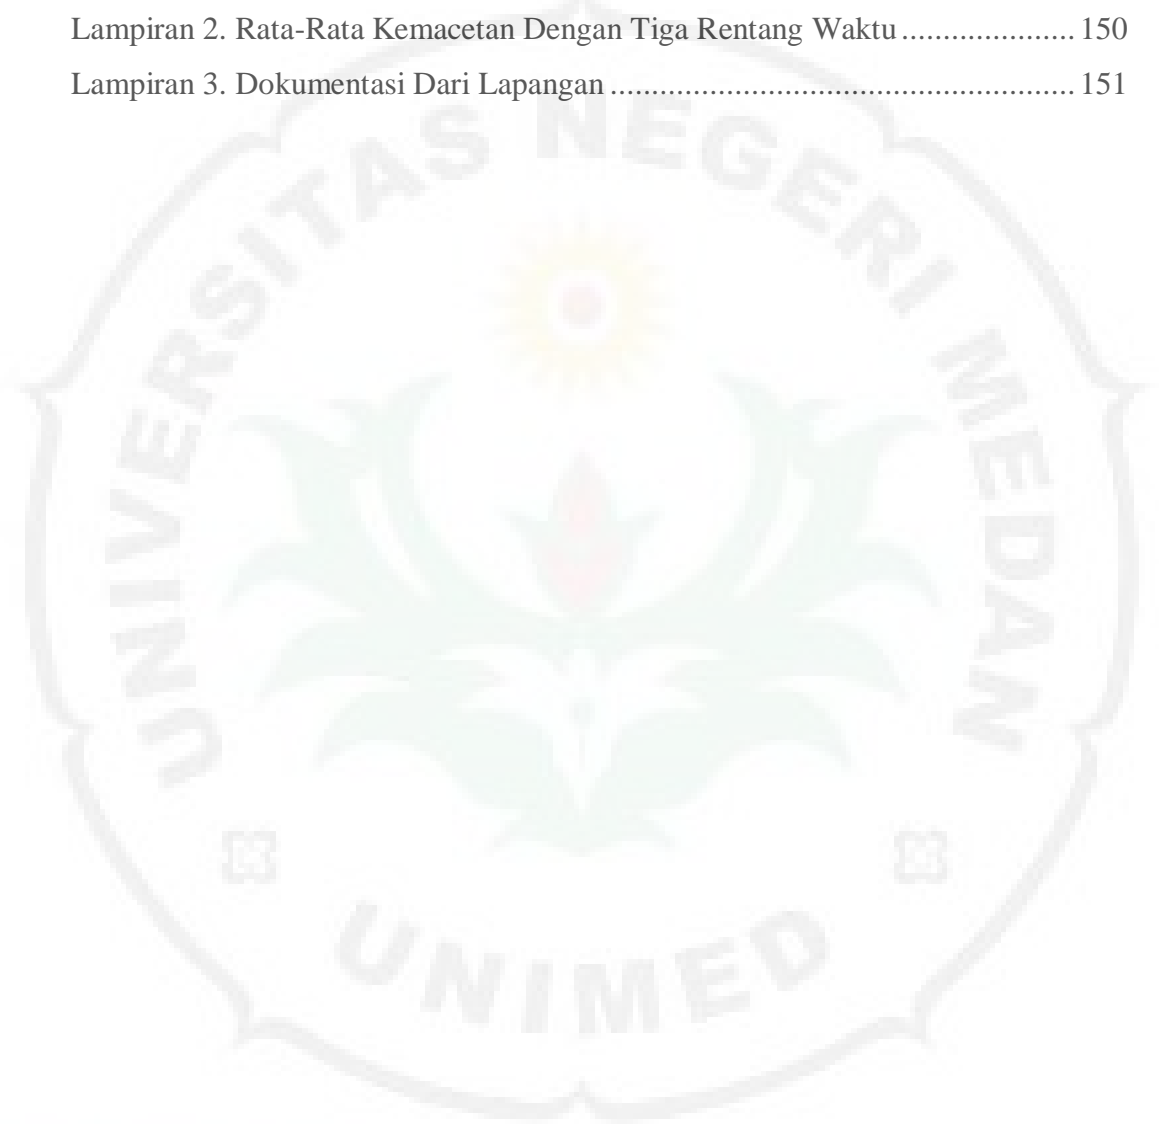 Lampiran 2. Rata-Rata Kemacetan Dengan Tiga Rentang Waktu ..................... 150
Lampiran 3. Dokumentasi Dari Lapangan ........................................................ 151
UNIVERSITAS NEGERI MEDAN
UNIMED